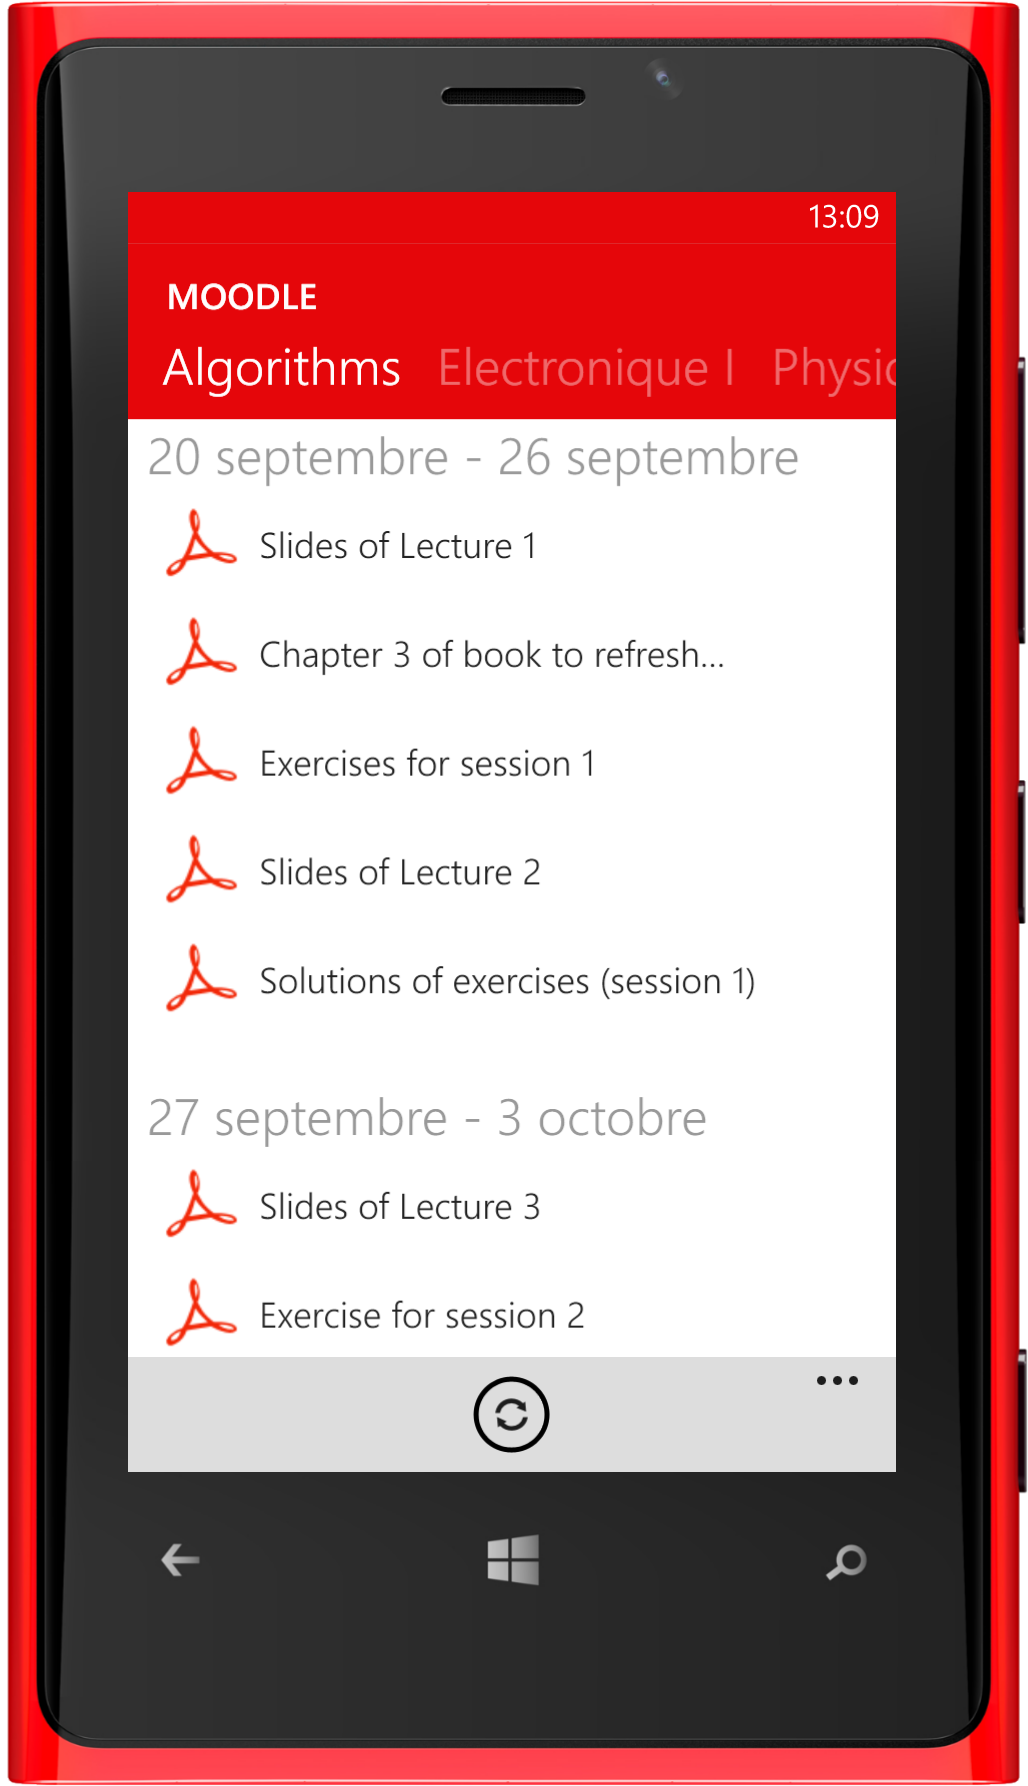 13:09
MOODLE
Algorithms Electronique I Physic
20 septembre - 26 septembre
Slides of Lecture 1
Chapter 3 of book to refresh...
Exercises for session 1
Slides of Lecture 2
Solutions of exercises (session 1)
27 septembre - 3 octobre
Slides of Lecture 3
Exercise for session 2